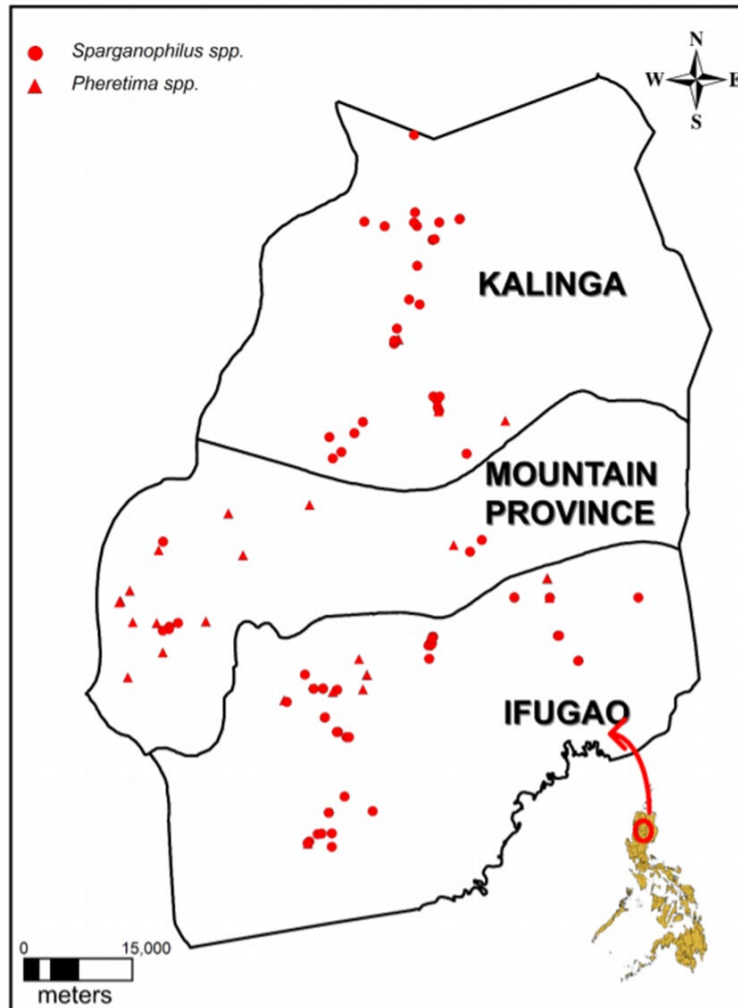 Sparganophilus spp.
Pheretima spp.
N
W E
S
KALINGA
MOUNTAIN
PROVINCE
IFUGAO
0 15,000
meters